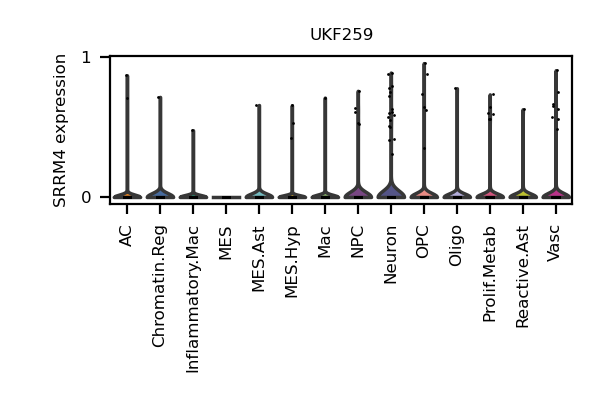 UKF259
SRRM4 expression
1
0
AC
Chromatin.Reg
Inflammatory.Mac
MES
MES.Ast
MES.Hyp
Mac
NPC
Neuron
OPC
Oligo
Prolif.Metab
Reactive.Ast
Vasc